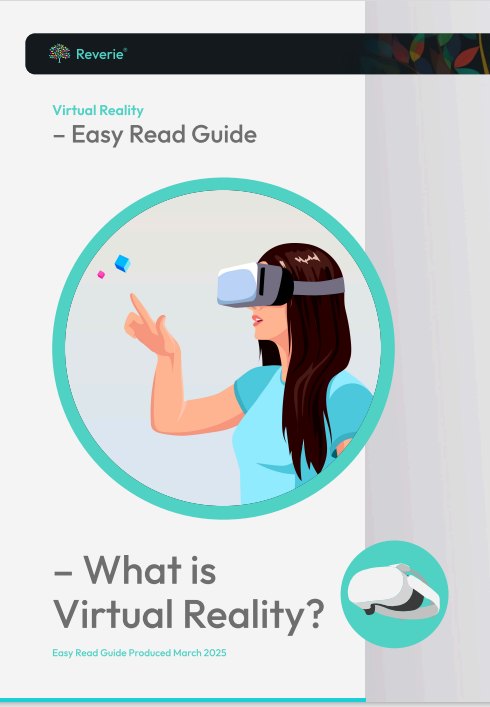 Reverie®
Virtual Reality
– Easy Read Guide
– What is
Virtual Reality?
Easy Read Guide Produced March 2025